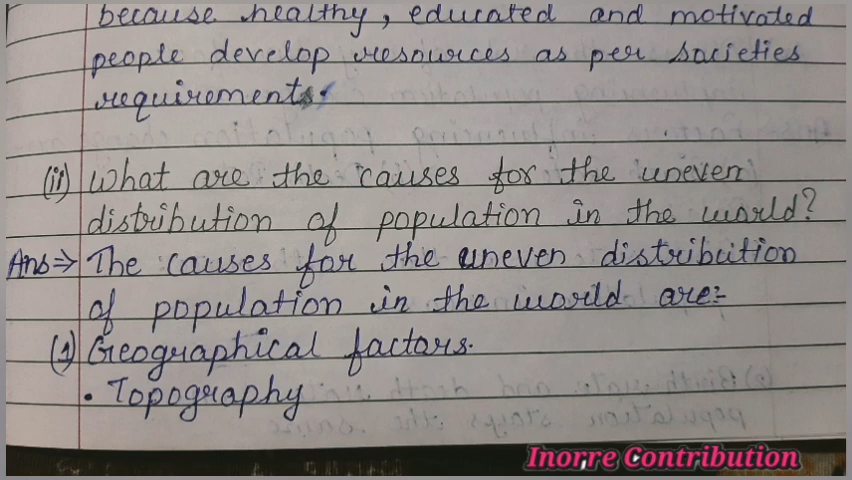 because healthy, educated and motivated
people develop resources as per societies
requirements.
(ii) What are the causes for the uneven
distribution of population in the world?
Ans⇒ The causes for the uneven distribution
of population in the world are:-
(1) Geographical factors.
• Topography
Inorre Contribution